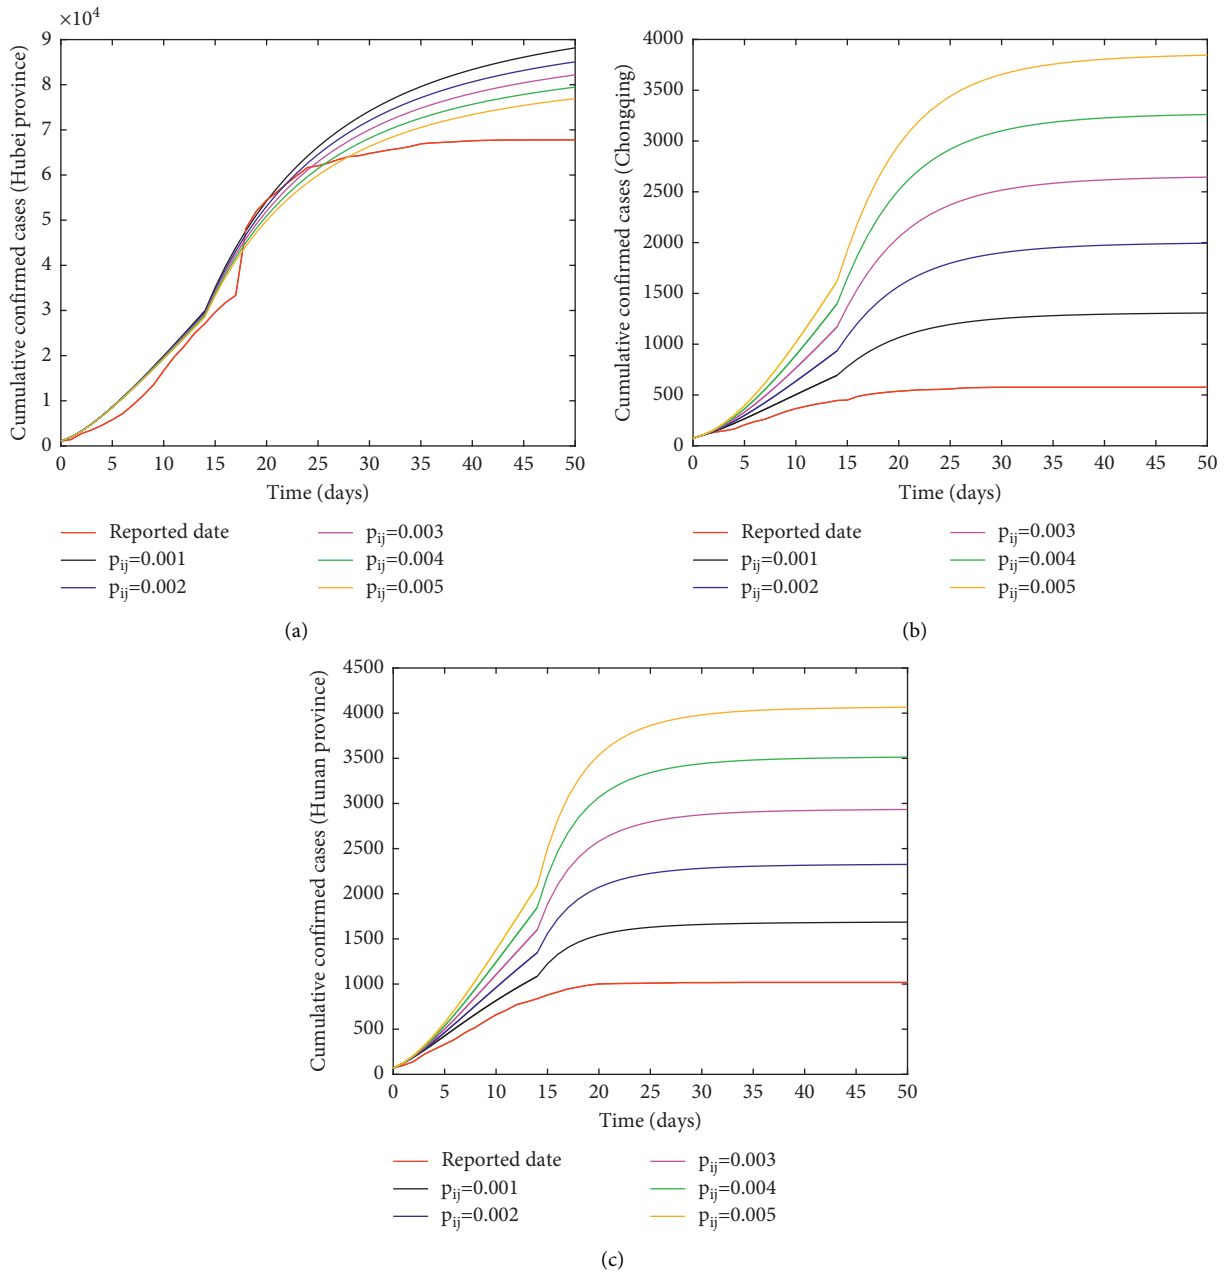 ×10⁴
Cumulative confirmed cases (Hubei province)
9
8
7
6
5
4
3
2
1
0
0 5 10 15 20 25 30 35 40 45 50
Time (days)
Reported date
p_ij=0.001
p_ij=0.002
p_ij=0.003
p_ij=0.004
p_ij=0.005
(a)
Cumulative confirmed cases (Chongqing)
4000
3500
3000
2500
2000
1500
1000
500
0
0 5 10 15 20 25 30 35 40 45 50
Time (days)
Reported date
p_ij=0.001
p_ij=0.002
p_ij=0.003
p_ij=0.004
p_ij=0.005
(b)
Cumulative confirmed cases (Hunan province)
4500
4000
3500
3000
2500
2000
1500
1000
500
0
0 5 10 15 20 25 30 35 40 45 50
Time (days)
Reported date
p_ij=0.001
p_ij=0.002
p_ij=0.003
p_ij=0.004
p_ij=0.005
(c)